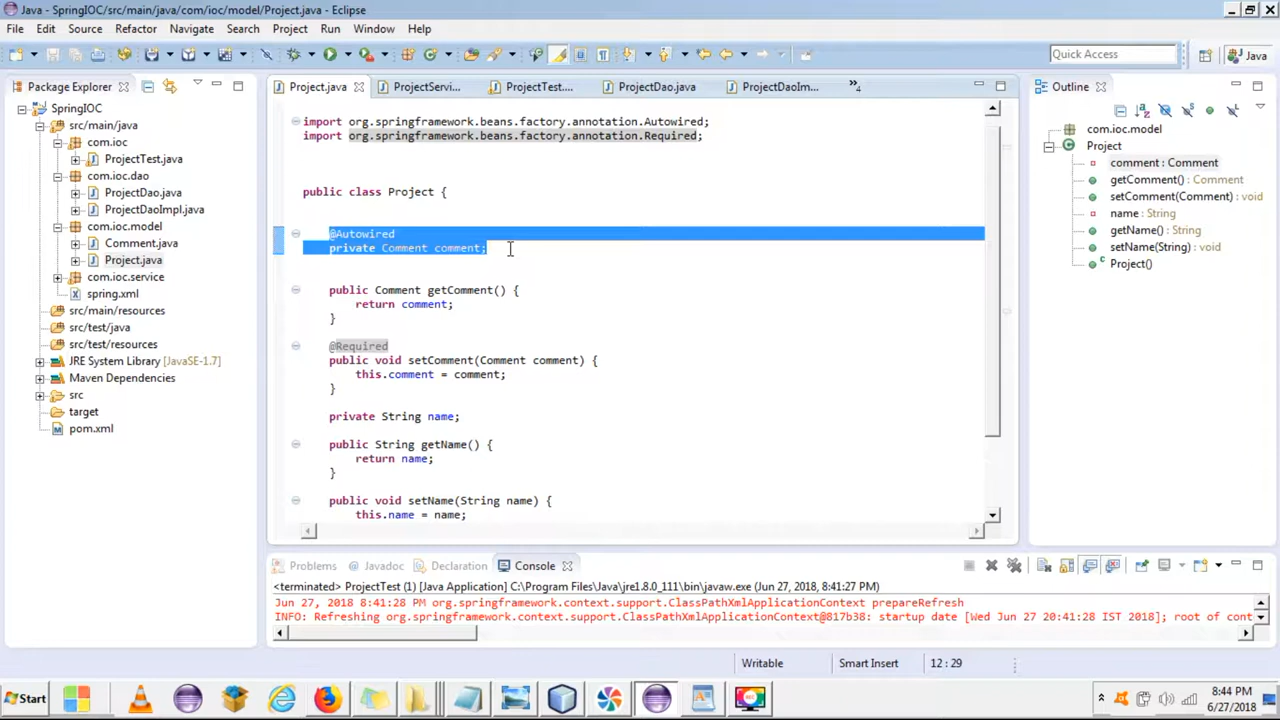 Java - SpringIOC/src/main/java/com/ioc/model/Project.java - Eclipse
File Edit Source Refactor Navigate Search Project Run Window Help
Quick Access
Java
Package Explorer
SpringIOC
src/main/java
com.ioc
ProjectTest.java
com.ioc.dao
ProjectDao.java
ProjectDaoImpl.java
com.ioc.model
Comment.java
Project.java
com.ioc.service
spring.xml
src/main/resources
src/test/java
src/test/resources
JRE System Library [JavaSE-1.7]
Maven Dependencies
src
target
pom.xml
Project.java ProjectServi... ProjectTest.... ProjectDao.java ProjectDaoIm... »4
import org.springframework.beans.factory.annotation.Autowired;
import org.springframework.beans.factory.annotation.Required;
public class Project {
@Autowired
private Comment comment;
public Comment getComment() {
return comment;
}
@Required
public void setComment(Comment comment) {
this.comment = comment;
}
private String name;
public String getName() {
return name;
}
public void setName(String name) {
this.name = name;
Outline
com.ioc.model
Project
comment : Comment
getComment() : Comment
setComment(Comment) : void
name : String
getName() : String
setName(String) : void
Project()
Problems Javadoc Declaration Console
<terminated> ProjectTest (1) [Java Application] C:\Program Files\Java\jre1.8.0_111\bin\javaw.exe (Jun 27, 2018, 8:41:27 PM)
Jun 27, 2018 8:41:28 PM org.springframework.context.support.ClassPathXmlApplicationContext prepareRefresh
INFO: Refreshing org.springframework.context.support.ClassPathXmlApplicationContext@817b38: startup date [Wed Jun 27 20:41:28 IST 2018]; root of cont
Writable Smart Insert 12 : 29
Start
8:44 PM
6/27/2018